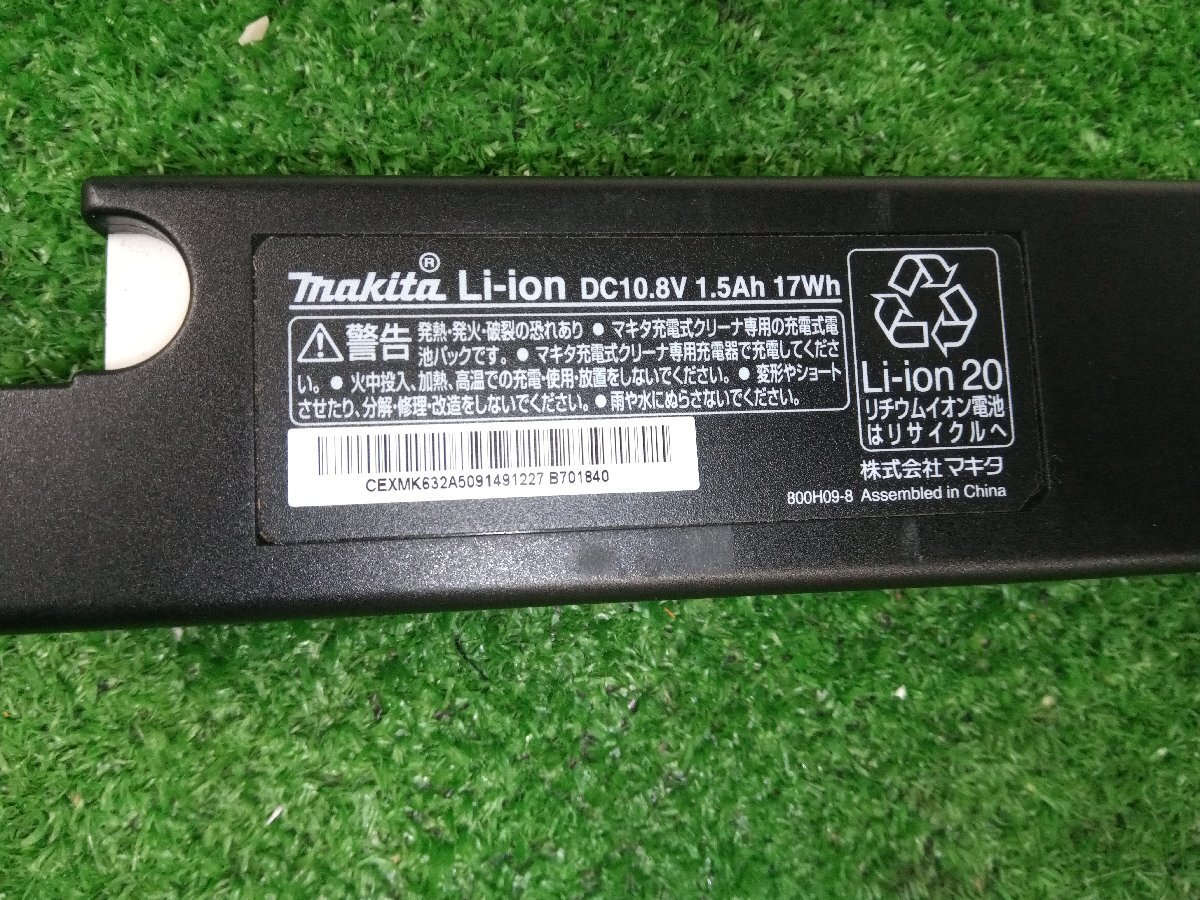 makita® Li-ion DC10.8V 1.5Ah 17Wh
警告 発熱・発火・破裂の恐れあり ● マキタ充電式クリーナ専用の充電式電
池パックです。 ● マキタ充電式クリーナ専用充電器で充電してくださ
い。 ● 火中投入、加熱、高温での充電・使用・放置をしないでください。 ● 変形やショート
させたり、分解・修理・改造をしないでください。 ● 雨や水にぬらさないでください。
CEXMK632A5091491227 B701840
Li-ion 20
リチウムイオン電池
はリサイクルへ
株式会社マキタ
800H09-8 Assembled in China